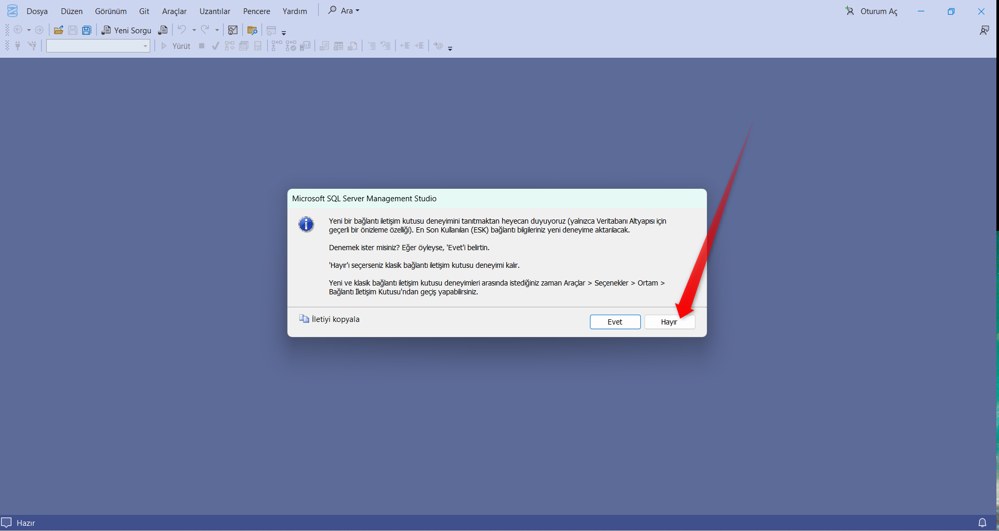 Dosya Düzen Görünüm Git Araçlar Uzantılar Pencere Yardım Ara Oturum Aç
Yeni Sorgu
Yürüt
Microsoft SQL Server Management Studio
Yeni bir bağlantı iletişim kutusu deneyimini tanıtmaktan heyecan duyuyoruz (yalnızca Veritabanı Altyapısı için
geçerli bir önizleme özelliği). En Son Kullanılan (ESK) bağlantı bilgileriniz yeni deneyime aktarılacak.
Denemek ister misiniz? Eğer öyleyse, 'Evet'i belirtin.
'Hayır'ı seçerseniz klasik bağlantı iletişim kutusu deneyimi kalır.
Yeni ve klasik bağlantı iletişim kutusu deneyimleri arasında istediğiniz zaman Araçlar > Seçenekler > Ortam >
Bağlantı İletişim Kutusu'ndan geçiş yapabilirsiniz.
İletiyi kopyala Evet Hayır
Hazır